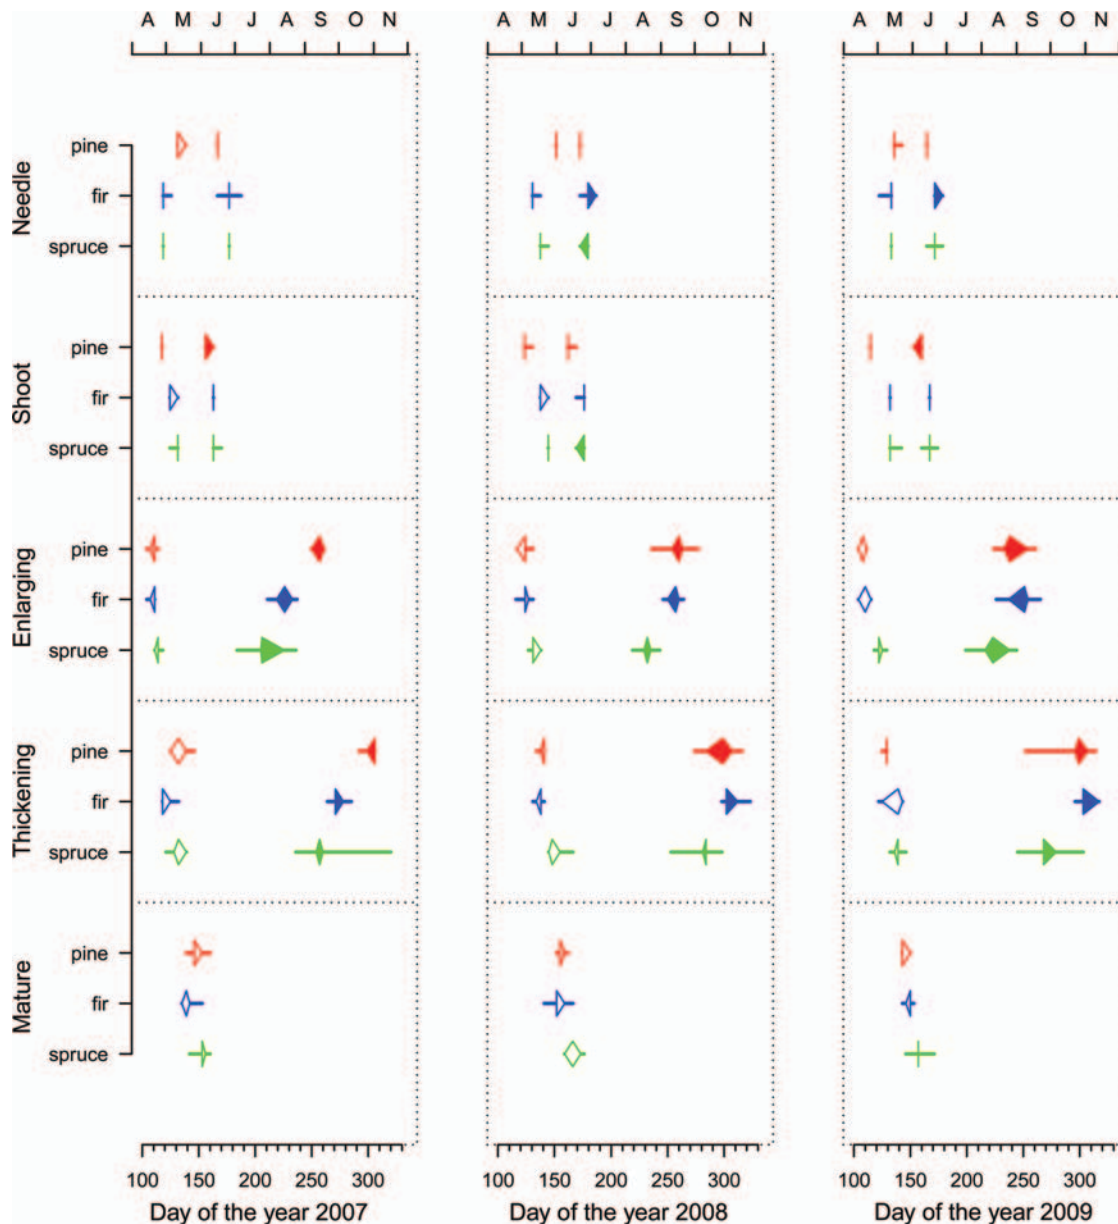 A M J J A S O N A M J J A S O N A M J J A S O N
Needle
pine
fir
spruce
Shoot
pine
fir
spruce
Enlarging
pine
fir
spruce
Thickening
pine
fir
spruce
Mature
pine
fir
spruce
100 150 200 250 300 100 150 200 250 300 100 150 200 250 300
Day of the year 2007 Day of the year 2008 Day of the year 2009